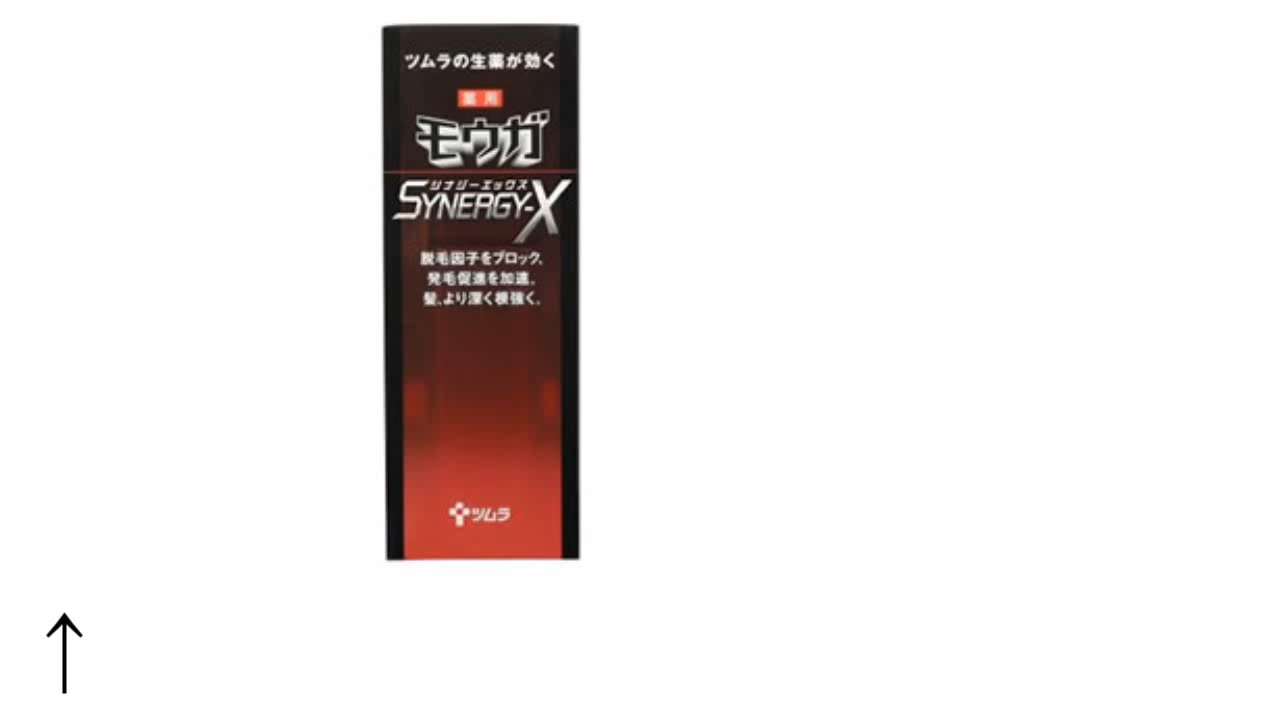 ツムラの生薬が効く
薬用
モウガ
シナジーエックス
SYNERGY-X
脱毛因子をブロック、
発毛促進を加速。
髪、より深く根強く。
ツムラ